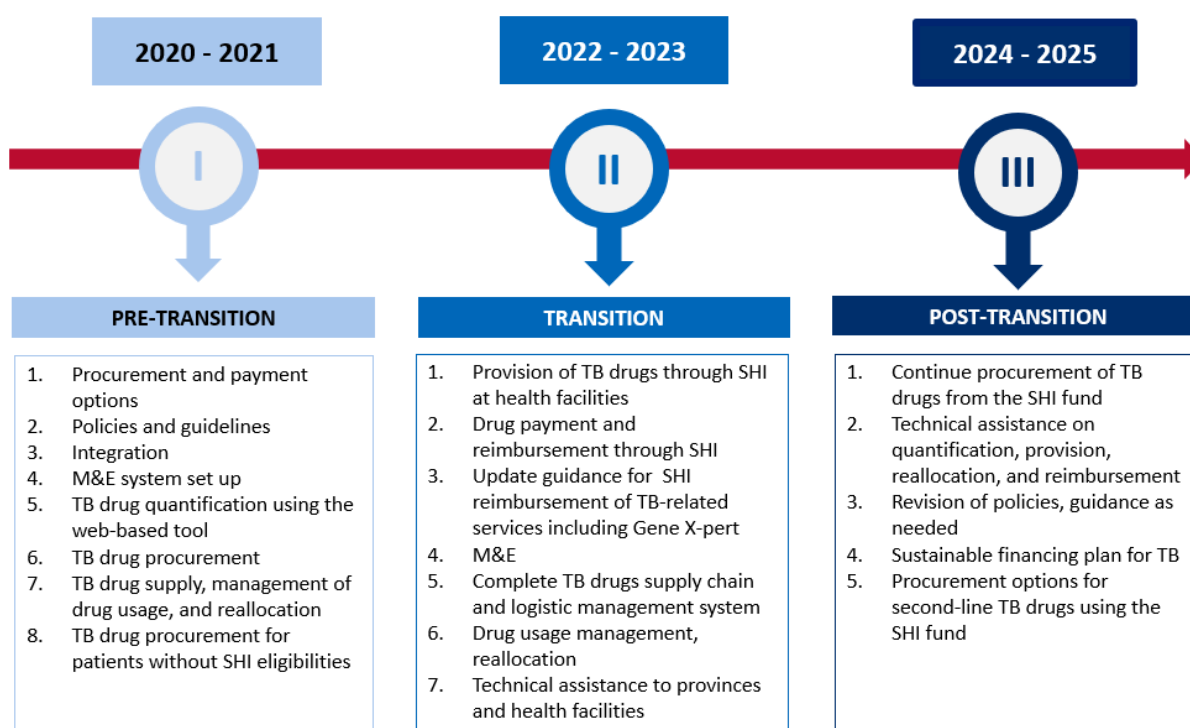 2020 - 2021
2022 - 2023
2024 - 2025
I
II
III
PRE-TRANSITION
1. Procurement and payment
options
2. Policies and guidelines
3. Integration
4. M&E system set up
5. TB drug quantification using the
web-based tool
6. TB drug procurement
7. TB drug supply, management of
drug usage, and reallocation
8. TB drug procurement for
patients without SHI eligibilities
TRANSITION
1. Provision of TB drugs through SHI
at health facilities
2. Drug payment and
reimbursement through SHI
3. Update guidance for SHI
reimbursement of TB-related
services including Gene X-pert
4. M&E
5. Complete TB drugs supply chain
and logistic management system
6. Drug usage management,
reallocation
7. Technical assistance to provinces
and health facilities
POST-TRANSITION
1. Continue procurement of TB
drugs from the SHI fund
2. Technical assistance on
quantification, provision,
reallocation, and reimbursement
3. Revision of policies, guidance as
needed
4. Sustainable financing plan for TB
5. Procurement options for
second-line TB drugs using the
SHI fund